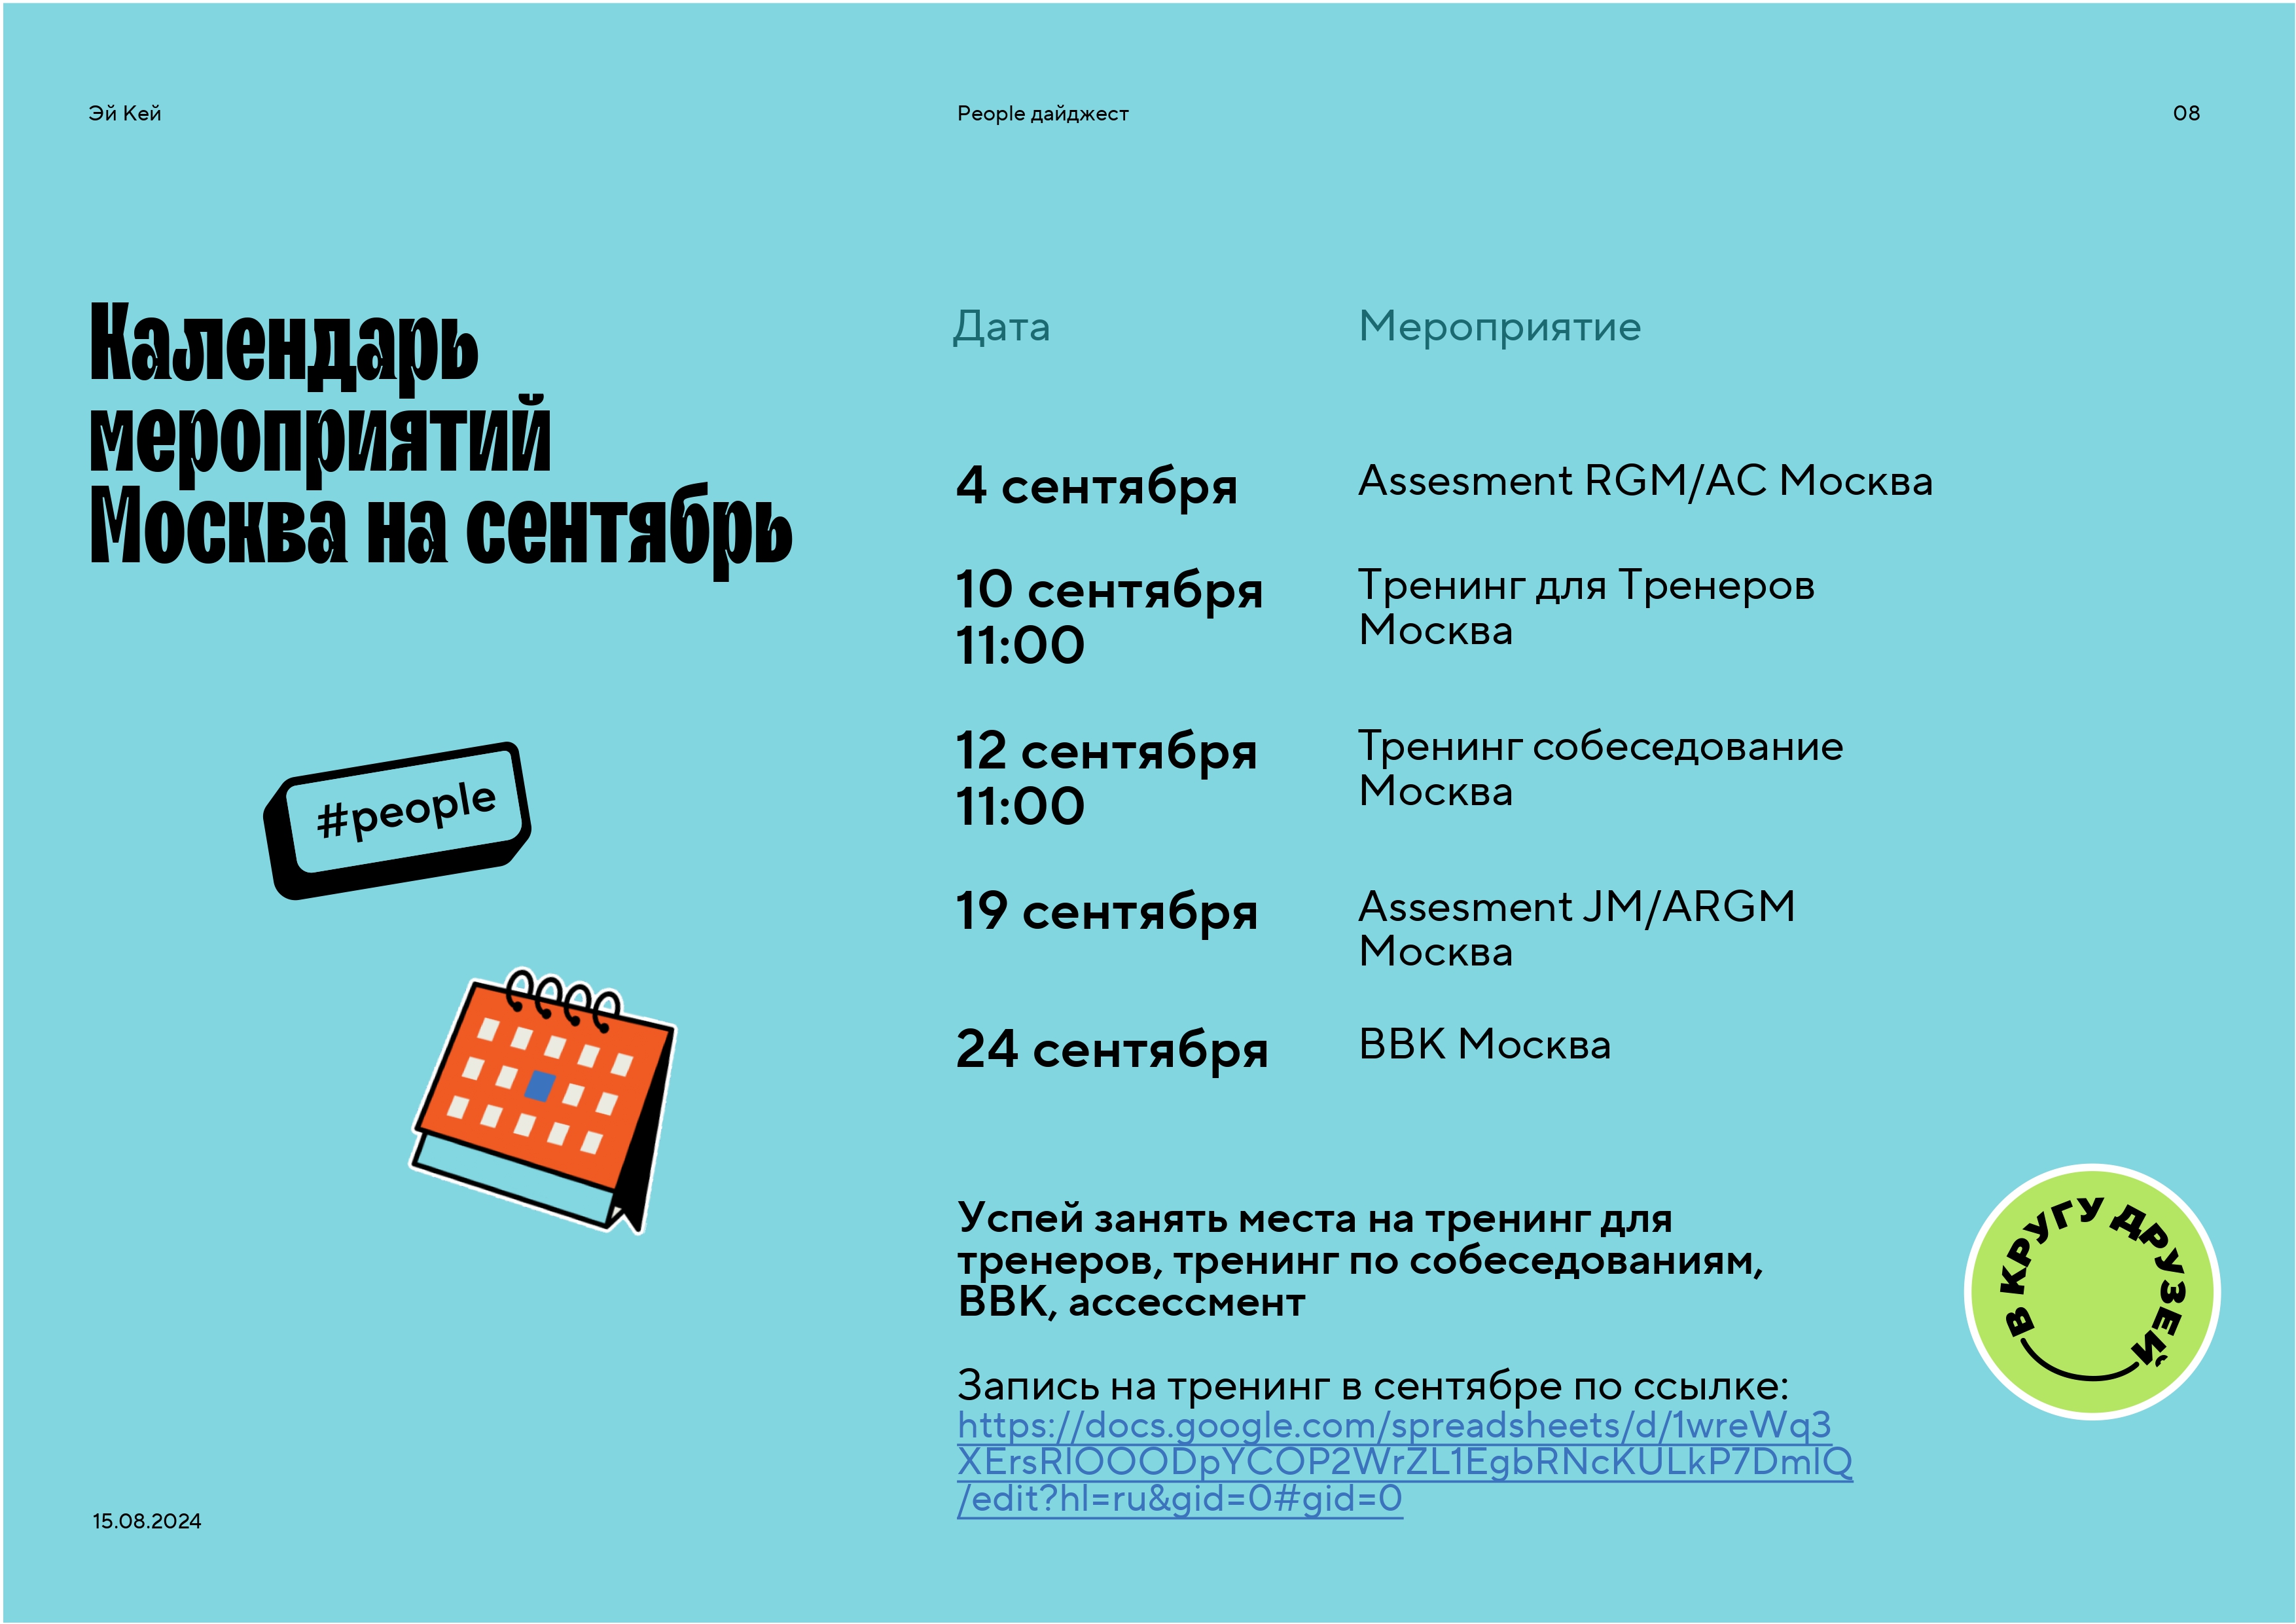 Эй Кей
People дайджест
08
Календарь
мероприятий
Москва на сентябрь
#people
Дата
Мероприятие
4 сентября
Assesment RGM/AC Москва
10 сентября
11:00
Тренинг для Тренеров
Москва
12 сентября
11:00
Тренинг собеседование
Москва
19 сентября
Assesment JM/ARGM
Москва
24 сентября
ВВК Москва
Успей занять места на тренинг для
тренеров, тренинг по собеседованиям,
ВВК, ассессмент
Запись на тренинг в сентябре по ссылке:
https://docs.google.com/spreadsheets/d/1wreWq3
XErsRlOOODpYCOP2WrZL1EgbRNcKULkP7DmlQ
/edit?hl=ru&gid=0#gid=0
В КРУГУ ДРУЗЕЙ
15.08.2024